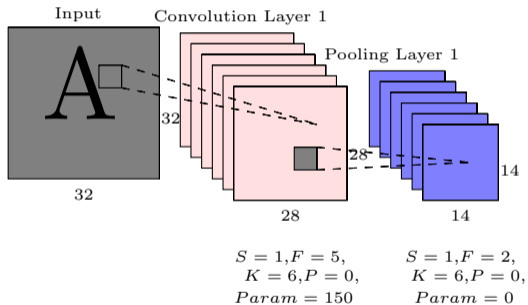 Input
Convolution Layer 1
Pooling Layer 1
A
32
32
28
28
14
14
S = 1,F = 5,
K = 6,P = 0,
Param = 150
S = 1,F = 2,
K = 6,P = 0,
Param = 0